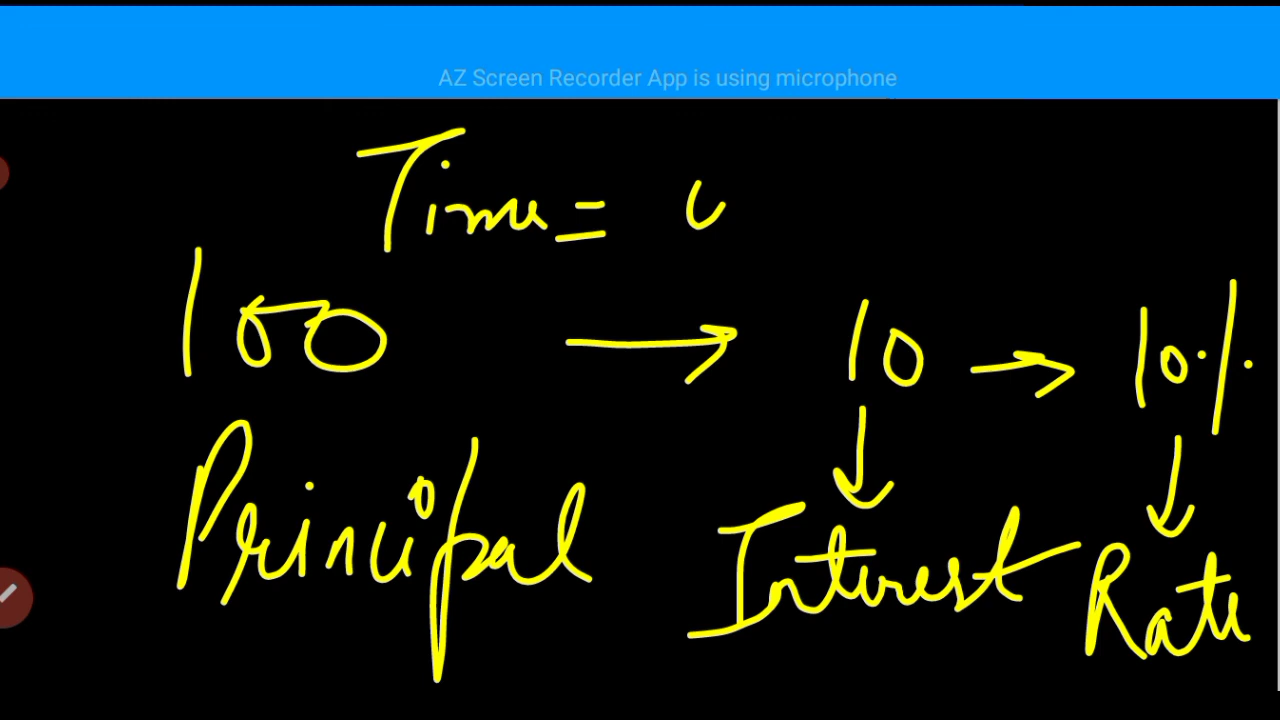 AZ Screen Recorder App is using microphone
Time =
100 → 10 → 10%
Principal Interest Rate